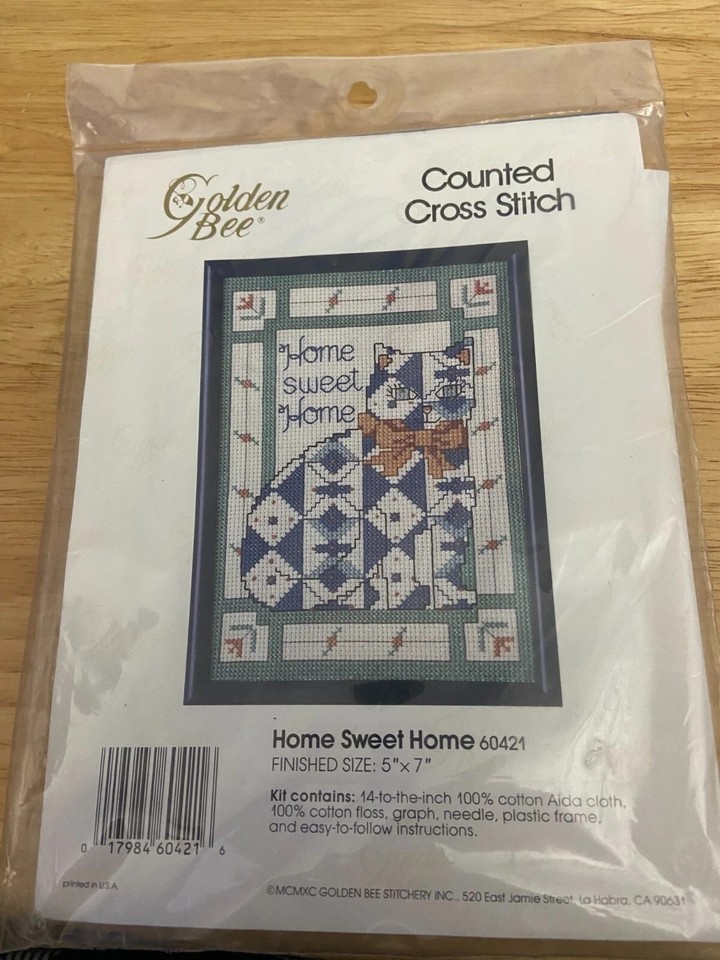 Golden
Bee®
Counted
Cross Stitch
Home
sweet
Home
Home Sweet Home 60421
FINISHED SIZE: 5"x 7"
Kit contains: 14-to-the-inch 100% cotton Aida cloth,
100% cotton floss, graph, needle, plastic frame,
and easy-to-follow instructions.
0 17984 60421 6
printed in U.S.A.
©MCMXC GOLDEN BEE STITCHERY INC., 520 East Jamie Street, La Habra, CA 90631